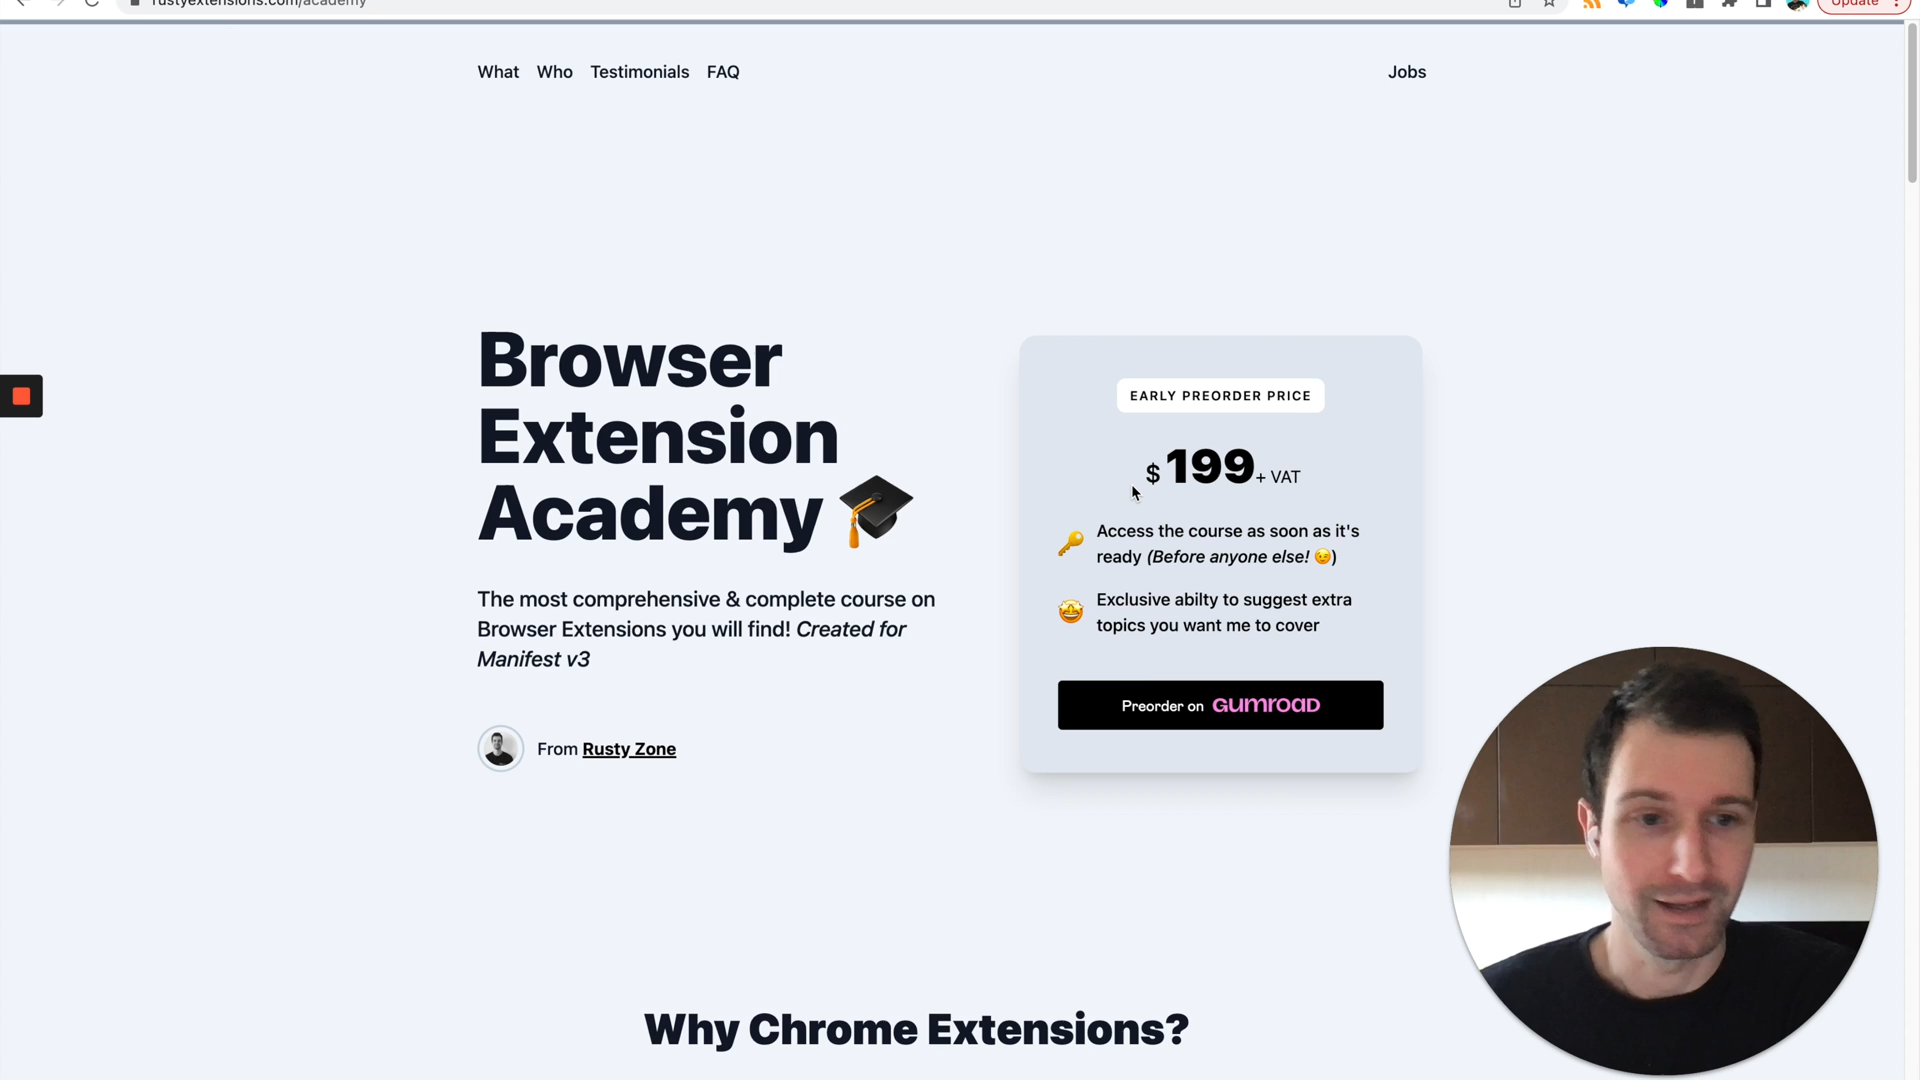 rustyextensions.com/academy
Update
What Who Testimonials FAQ Jobs
Browser
Extension
Academy
The most comprehensive & complete course on
Browser Extensions you will find! Created for
Manifest v3
From Rusty Zone
EARLY PREORDER PRICE
$199 + VAT
Access the course as soon as it's
ready (Before anyone else! 😉)
Exclusive abilty to suggest extra
topics you want me to cover
Preorder on GUMROAD
Why Chrome Extensions?